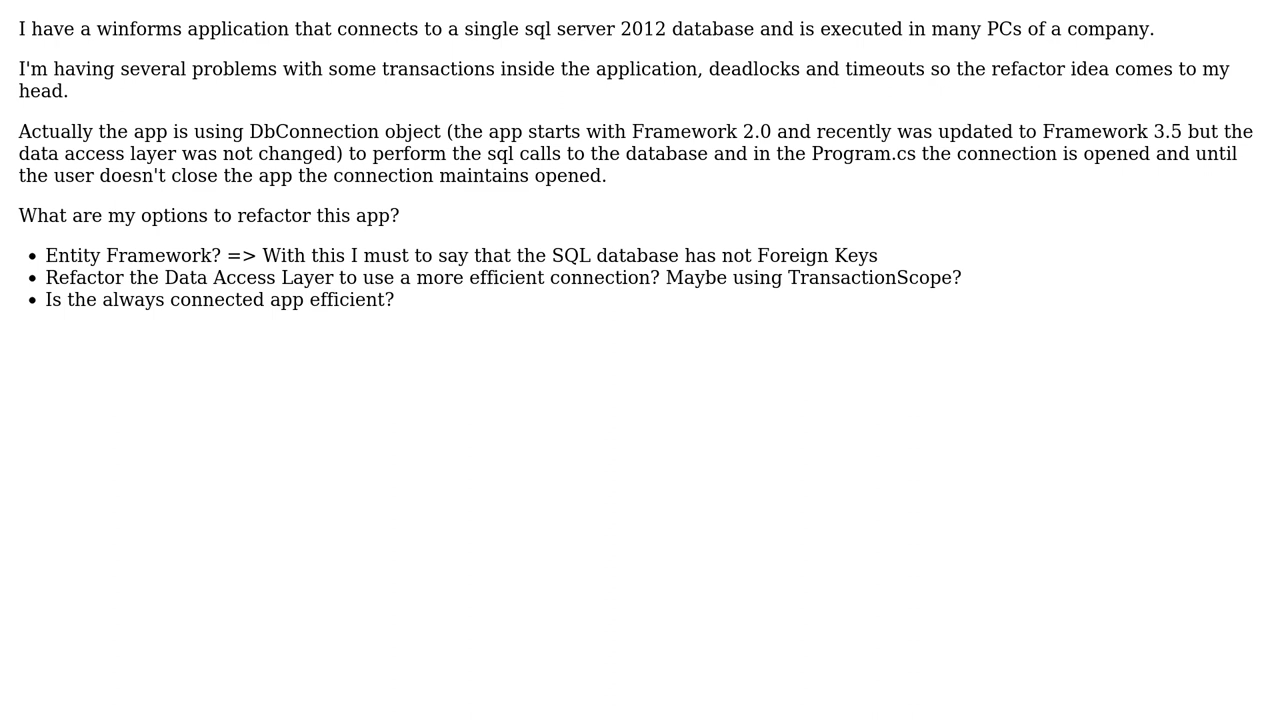 I have a winforms application that connects to a single sql server 2012 database and is executed in many PCs of a company.
I'm having several problems with some transactions inside the application, deadlocks and timeouts so the refactor idea comes to my
head.
Actually the app is using DbConnection object (the app starts with Framework 2.0 and recently was updated to Framework 3.5 but the
data access layer was not changed) to perform the sql calls to the database and in the Program.cs the connection is opened and until
the user doesn't close the app the connection maintains opened.
What are my options to refactor this app?
• Entity Framework? => With this I must to say that the SQL database has not Foreign Keys
• Refactor the Data Access Layer to use a more efficient connection? Maybe using TransactionScope?
• Is the always connected app efficient?